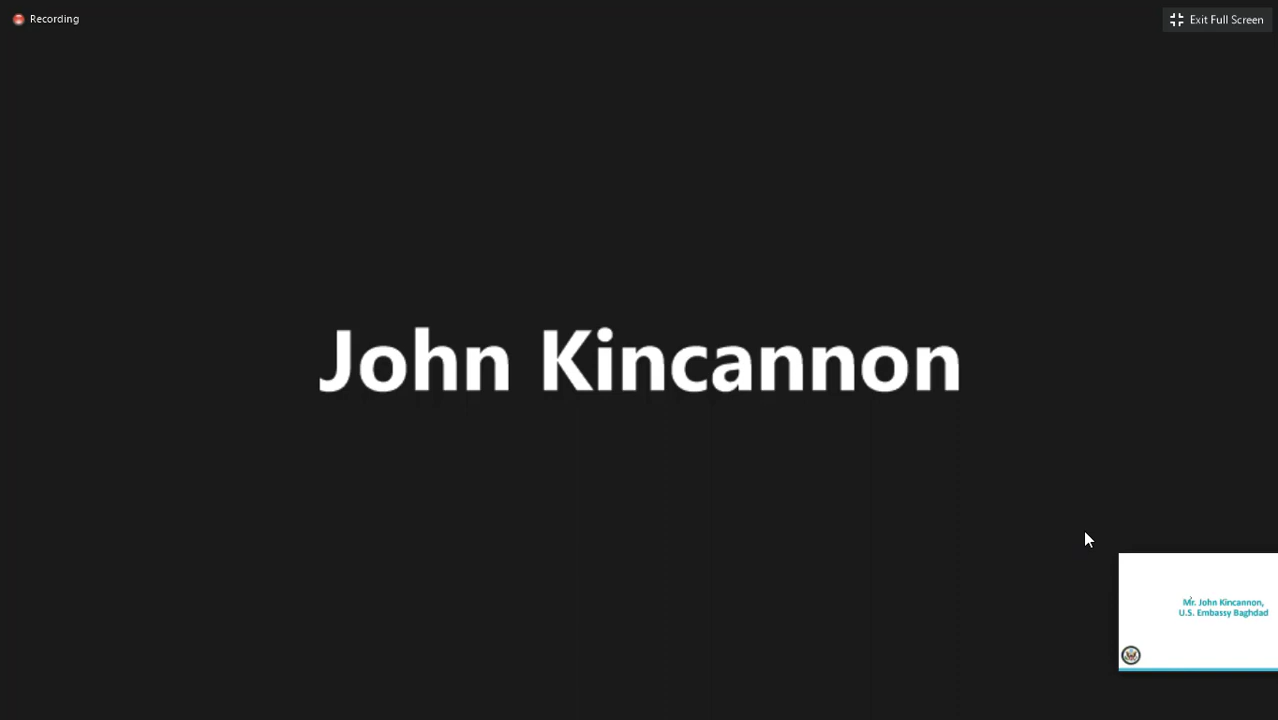 Recording
Exit Full Screen
John Kincannon
Mr. John Kincannon,
U.S. Embassy Baghdad